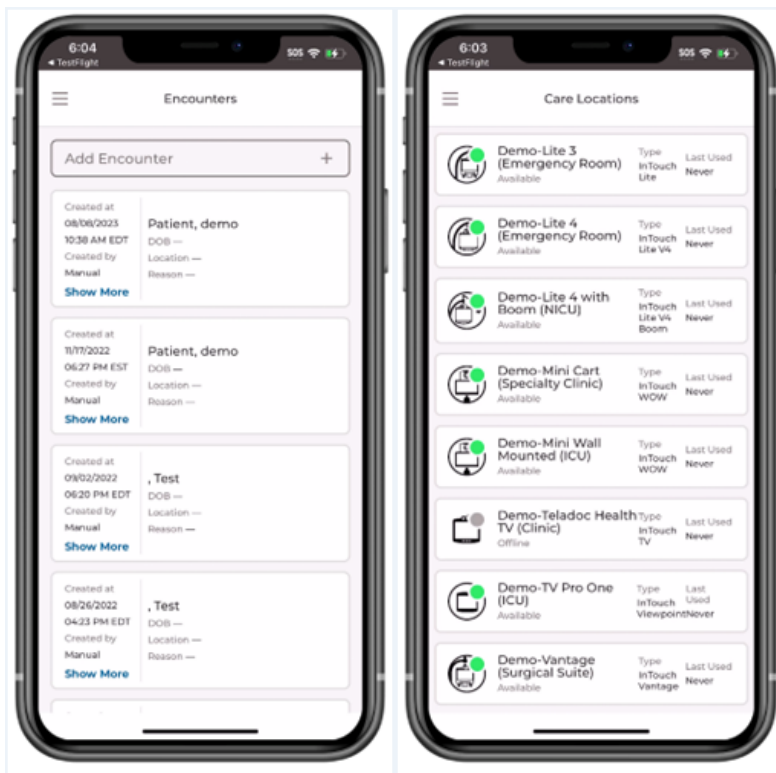 6:04
SOS
◄ TestFlight
Encounters
Add Encounter +
Created at
08/08/2023
10:38 AM EDT
Created by
Manual
Show More
Patient, demo
DOB —
Location —
Reason —
Created at
11/17/2022
06:27 PM EST
Created by
Manual
Show More
Patient, demo
DOB —
Location —
Reason —
Created at
09/02/2022
06:20 PM EDT
Created by
Manual
Show More
, Test
DOB —
Location —
Reason —
Created at
08/26/2022
04:23 PM EDT
Created by
Manual
Show More
, Test
DOB —
Location —
Reason —
6:03
SOS
◄ TestFlight
Care Locations
Demo-Lite 3
(Emergency Room)
Available
Type
InTouch
Lite
Last Used
Never
Demo-Lite 4
(Emergency Room)
Available
Type
InTouch
Lite V4
Last Used
Never
Demo-Lite 4 with
Boom (NICU)
Available
Type
InTouch
Lite V4
Boom
Last Used
Never
Demo-Mini Cart
(Specialty Clinic)
Available
Type
InTouch
WOW
Last Used
Never
Demo-Mini Wall
Mounted (ICU)
Available
Type
InTouch
WOW
Last Used
Never
Demo-Teladoc Health
TV (Clinic)
Offline
Type
InTouch
TV
Last Used
Never
Demo-TV Pro One
(ICU)
Available
Type
InTouch
Viewpoint
Last
Used
Never
Demo-Vantage
(Surgical Suite)
Available
Type
InTouch
Vantage
Last Used
Never